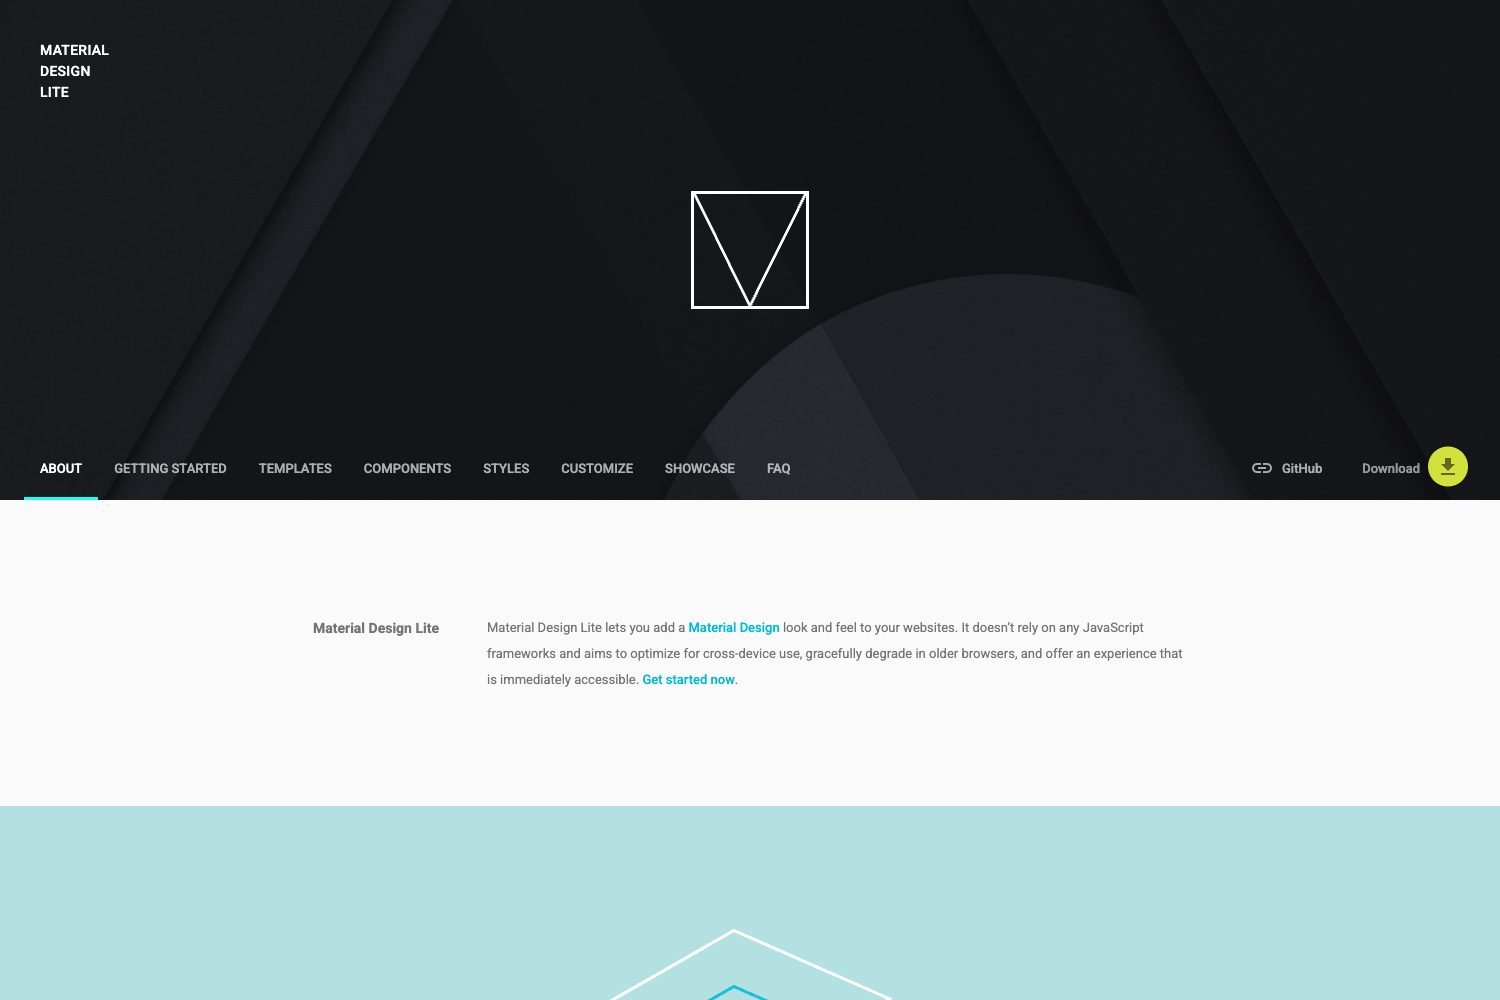 MATERIAL
DESIGN
LITE
ABOUT GETTING STARTED TEMPLATES COMPONENTS STYLES CUSTOMIZE SHOWCASE FAQ GitHub Download
Material Design Lite
Material Design Lite lets you add a Material Design look and feel to your websites. It doesn’t rely on any JavaScript
frameworks and aims to optimize for cross-device use, gracefully degrade in older browsers, and offer an experience that
is immediately accessible. Get started now.